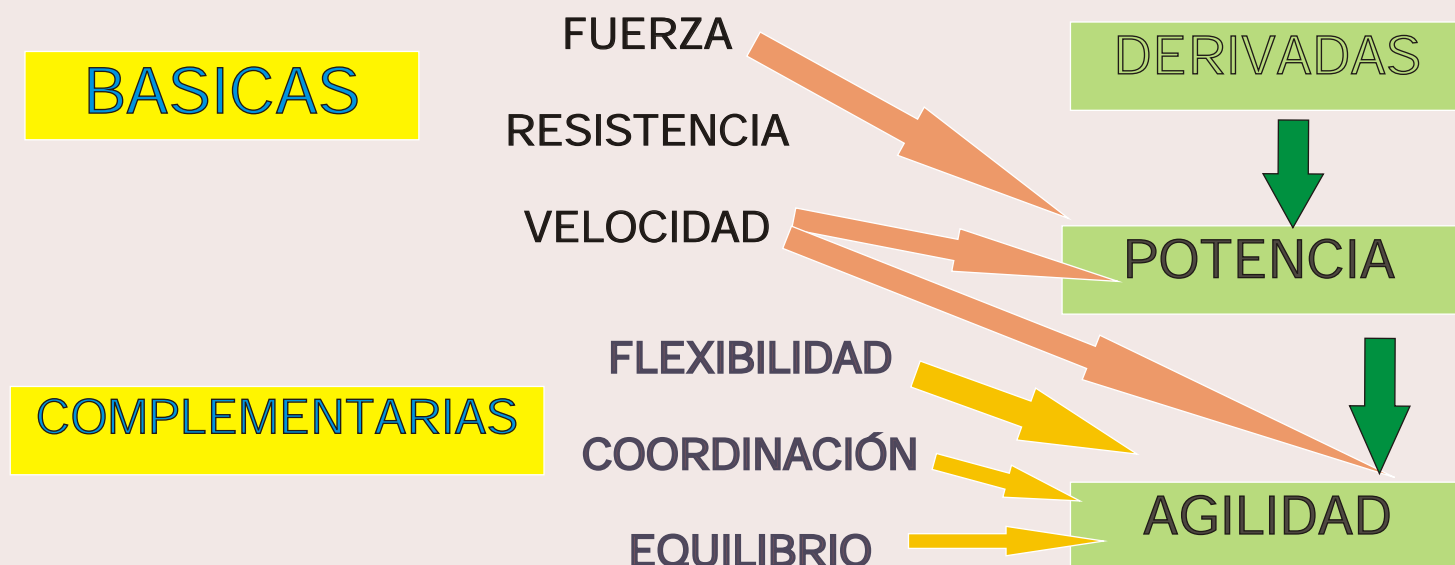 BASICAS
FUERZA
RESISTENCIA
VELOCIDAD
DERIVADAS
POTENCIA
COMPLEMENTARIAS
FLEXIBILIDAD
COORDINACIÓN
EQUILIBRIO
AGILIDAD